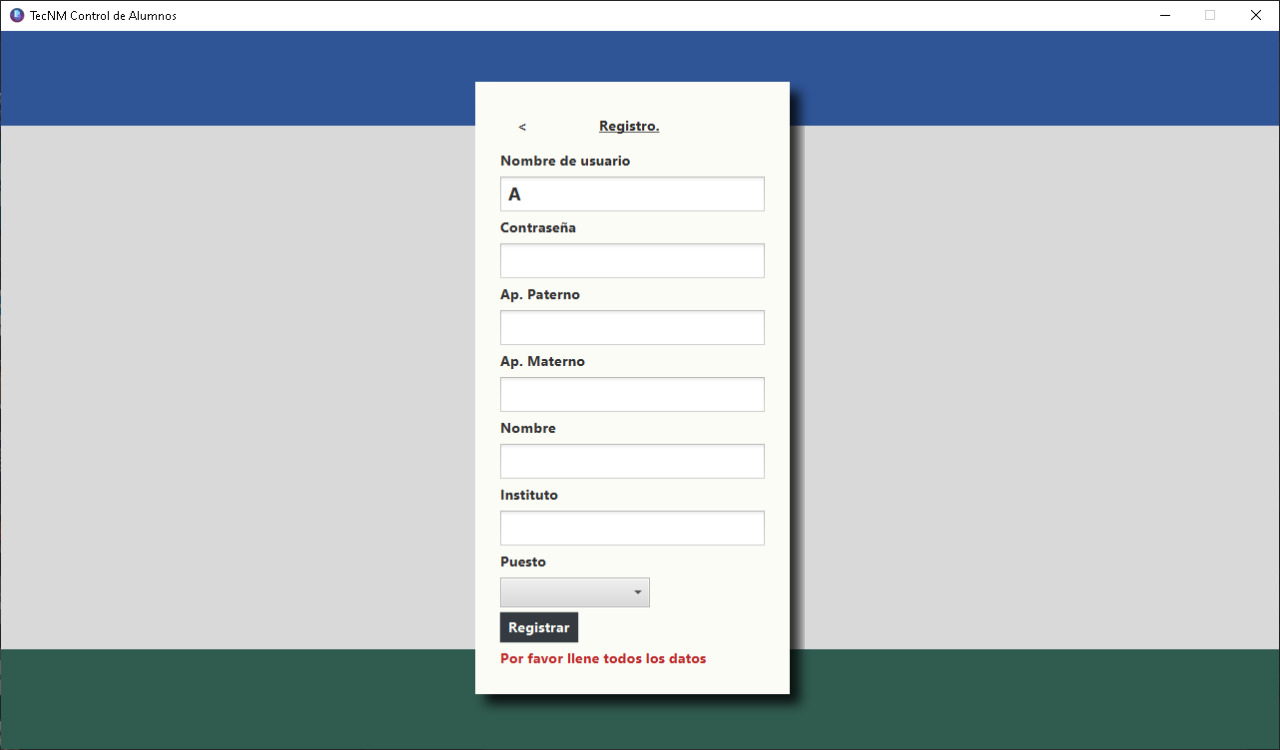 TecNM Control de Alumnos
< Registro.
Nombre de usuario
A
Contraseña
Ap. Paterno
Ap. Materno
Nombre
Instituto
Puesto
Registrar
Por favor llene todos los datos